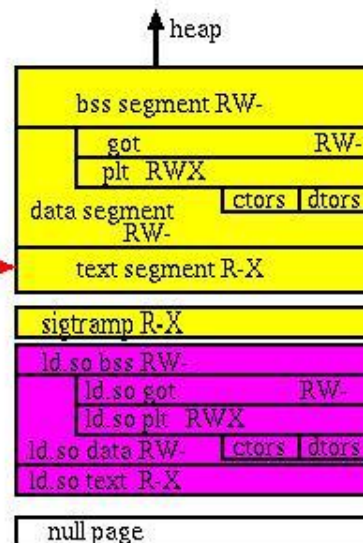 heap
bss segment RW-
got RW-
plt RWX
ctors dtors
data segment
RW-
text segment R-X
sigtramp R-X
ld.so bss RW-
ld.so got RW-
ld.so plt RWX
ld.so data RW- ctors dtors
ld.so text R-X
null page